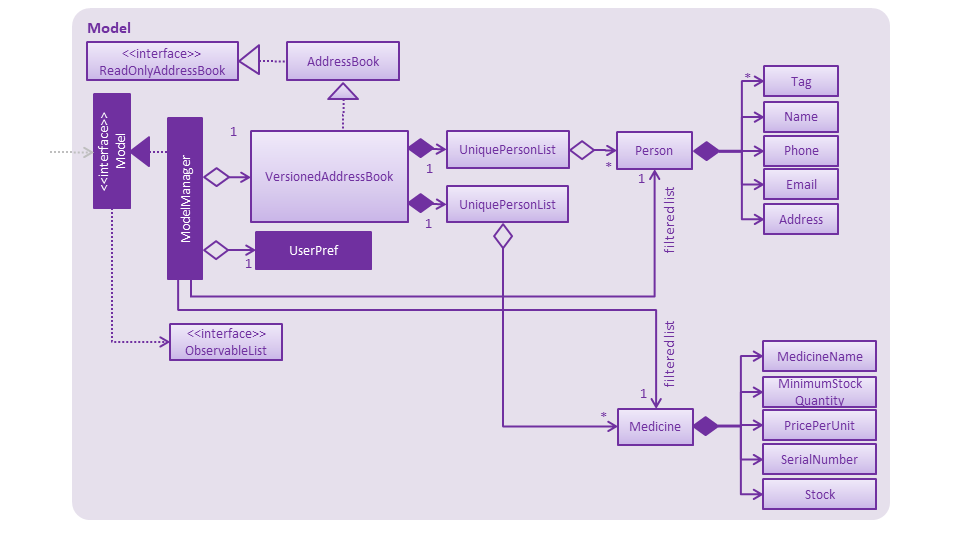 Model
<<interface>>
ReadOnlyAddressBook
AddressBook
<<interface>>
Model
ModelManager
1
VersionedAddressBook
UniquePersonList
1
UniquePersonList
1
UserPref
1
<<interface>>
ObservableList
Person
*
1
filtered list
*
Tag
Name
Phone
Email
Address
filtered list
1
*
Medicine
MedicineName
MinimumStock
Quantity
PricePerUnit
SerialNumber
Stock